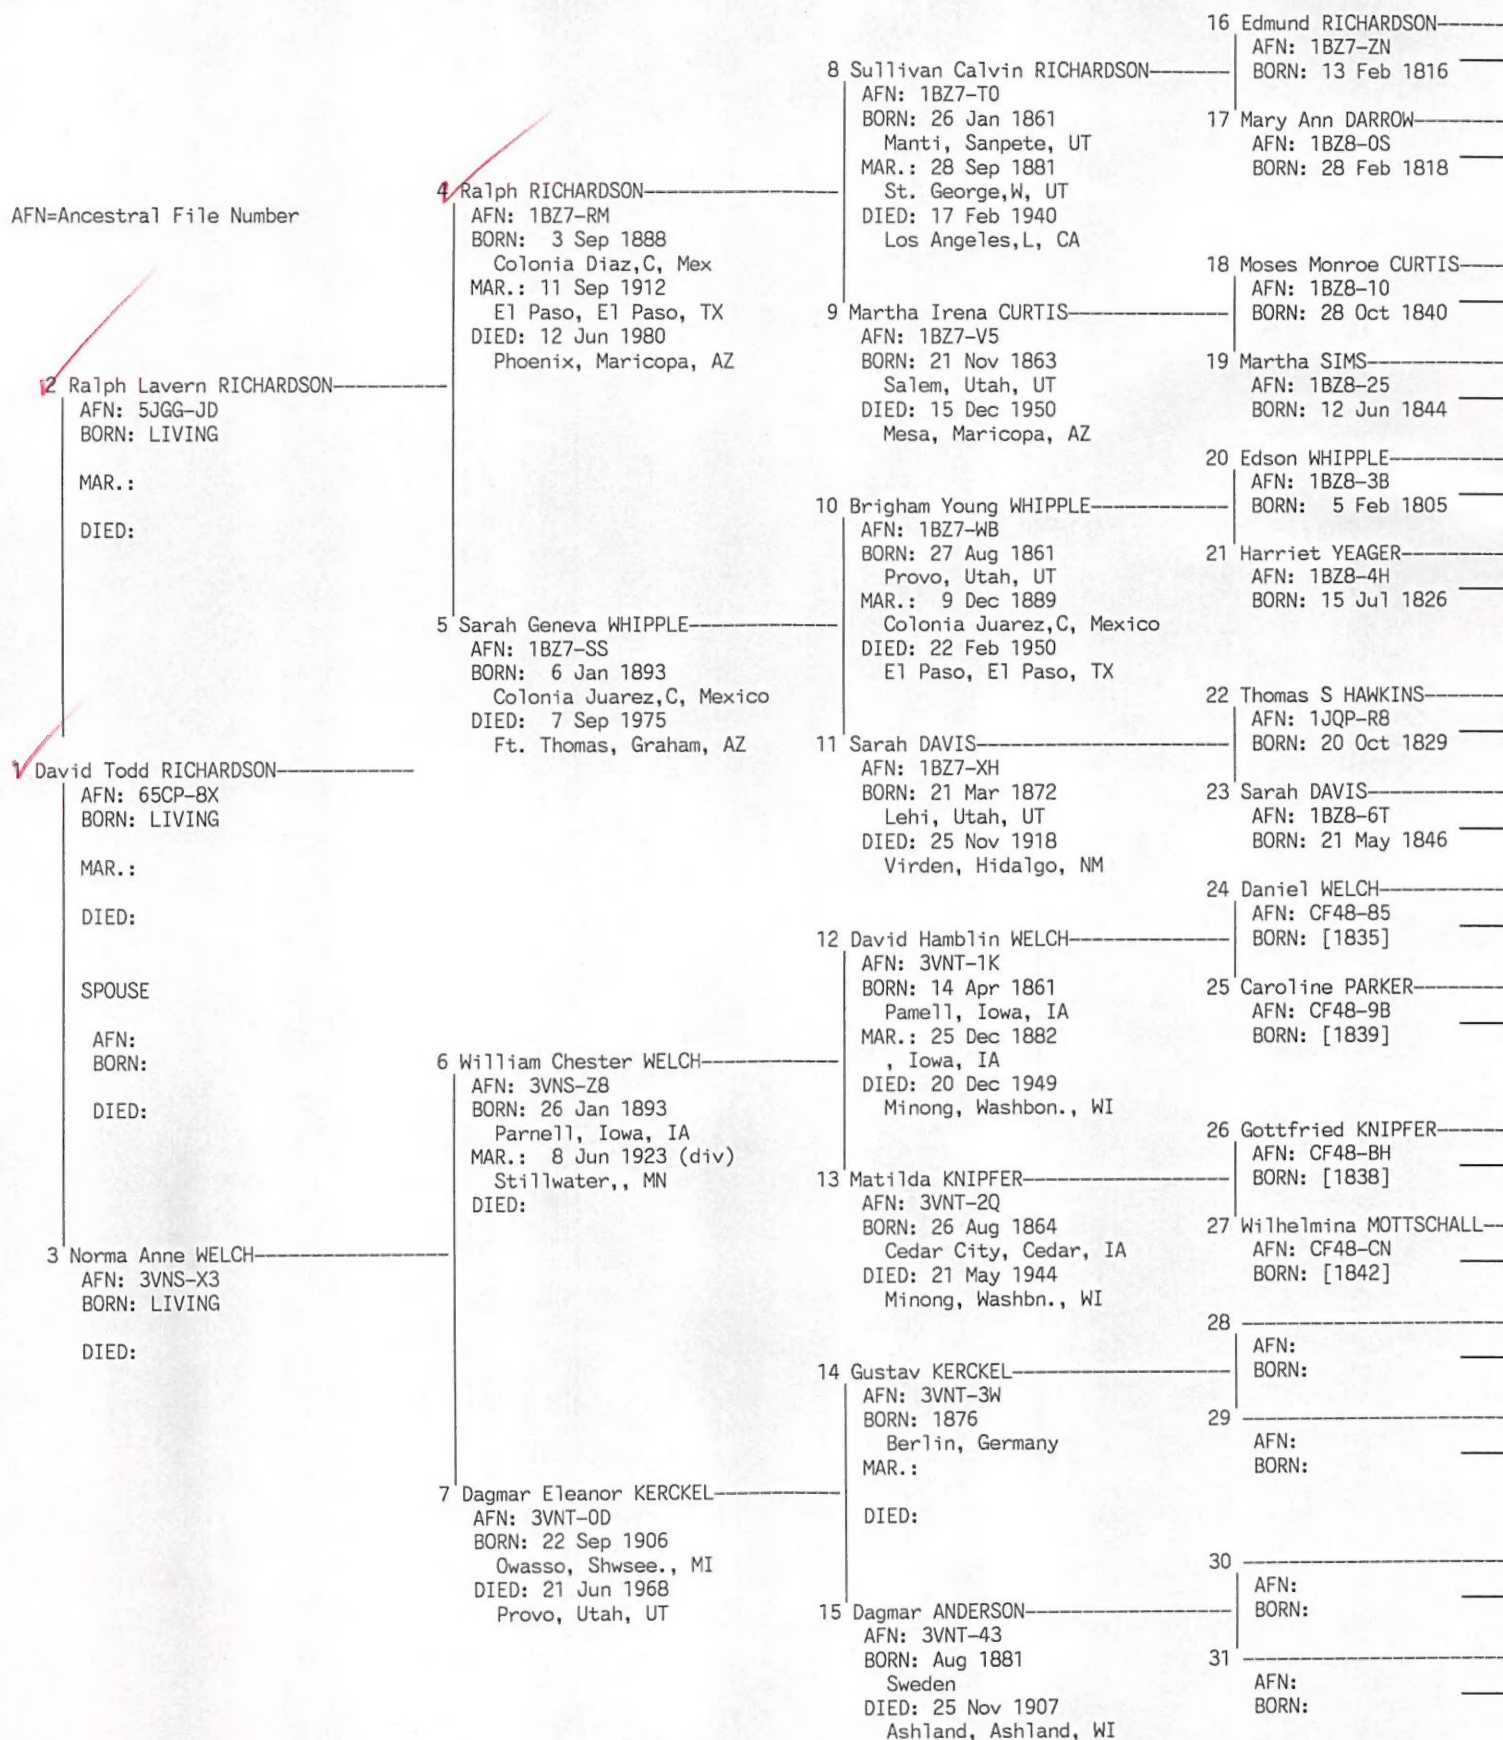 AFN=Ancestral File Number
1 David Todd RICHARDSON
AFN: 65CP-8X
BORN: LIVING
MAR.:
DIED:
SPOUSE
AFN:
BORN:
DIED:
2 Ralph Lavern RICHARDSON
AFN: 5JGG-JD
BORN: LIVING
MAR.:
DIED:
3 Norma Anne WELCH
AFN: 3VNS-X3
BORN: LIVING
DIED:
4 Ralph RICHARDSON
AFN: 1BZ7-RM
BORN: 3 Sep 1888
Colonia Diaz,C, Mex
MAR.: 11 Sep 1912
El Paso, El Paso, TX
DIED: 12 Jun 1980
Phoenix, Maricopa, AZ
5 Sarah Geneva WHIPPLE
AFN: 1BZ7-SS
BORN: 6 Jan 1893
Colonia Juarez,C, Mexico
DIED: 7 Sep 1975
Ft. Thomas, Graham, AZ
6 William Chester WELCH
AFN: 3VNS-Z8
BORN: 26 Jan 1893
Parnell, Iowa, IA
MAR.: 8 Jun 1923 (div)
Stillwater,, MN
DIED:
7 Dagmar Eleanor KERCKEL
AFN: 3VNT-0D
BORN: 22 Sep 1906
Owasso, Shwsee., MI
DIED: 21 Jun 1968
Provo, Utah, UT
8 Sullivan Calvin RICHARDSON
AFN: 1BZ7-T0
BORN: 26 Jan 1861
Manti, Sanpete, UT
MAR.: 28 Sep 1881
St. George,W, UT
DIED: 17 Feb 1940
Los Angeles,L, CA
9 Martha Irena CURTIS
AFN: 1BZ7-V5
BORN: 21 Nov 1863
Salem, Utah, UT
DIED: 15 Dec 1950
Mesa, Maricopa, AZ
10 Brigham Young WHIPPLE
AFN: 1BZ7-WB
BORN: 27 Aug 1861
Provo, Utah, UT
MAR.: 9 Dec 1889
Colonia Juarez,C, Mexico
DIED: 22 Feb 1950
El Paso, El Paso, TX
11 Sarah DAVIS
AFN: 1BZ7-XH
BORN: 21 Mar 1872
Lehi, Utah, UT
DIED: 25 Nov 1918
Virden, Hidalgo, NM
12 David Hamblin WELCH
AFN: 3VNT-1K
BORN: 14 Apr 1861
Pamell, Iowa, IA
MAR.: 25 Dec 1882
, Iowa, IA
DIED: 20 Dec 1949
Minong, Washbon., WI
13 Matilda KNIPFER
AFN: 3VNT-2Q
BORN: 26 Aug 1864
Cedar City, Cedar, IA
DIED: 21 May 1944
Minong, Washbn., WI
14 Gustav KERCKEL
AFN: 3VNT-3W
BORN: 1876
Berlin, Germany
MAR.:
DIED:
15 Dagmar ANDERSON
AFN: 3VNT-43
BORN: Aug 1881
Sweden
DIED: 25 Nov 1907
Ashland, Ashland, WI
16 Edmund RICHARDSON
AFN: 1BZ7-ZN
BORN: 13 Feb 1816
17 Mary Ann DARROW
AFN: 1BZ8-0S
BORN: 28 Feb 1818
18 Moses Monroe CURTIS
AFN: 1BZ8-10
BORN: 28 Oct 1840
19 Martha SIMS
AFN: 1BZ8-25
BORN: 12 Jun 1844
20 Edson WHIPPLE
AFN: 1BZ8-3B
BORN: 5 Feb 1805
21 Harriet YEAGER
AFN: 1BZ8-4H
BORN: 15 Jul 1826
22 Thomas S HAWKINS
AFN: 1JQP-R8
BORN: 20 Oct 1829
23 Sarah DAVIS
AFN: 1BZ8-6T
BORN: 21 May 1846
24 Daniel WELCH
AFN: CF48-85
BORN: [1835]
25 Caroline PARKER
AFN: CF48-9B
BORN: [1839]
26 Gottfried KNIPFER
AFN: CF48-BH
BORN: [1838]
27 Wilhelmina MOTTSCHALL
AFN: CF48-CN
BORN: [1842]
28
AFN:
BORN:
29
AFN:
BORN:
30
AFN:
BORN:
31
AFN:
BORN: